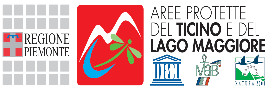 REGIONE
PIEMONTE
AREE PROTETTE
DEL TICINO E DEL
LAGO MAGGIORE